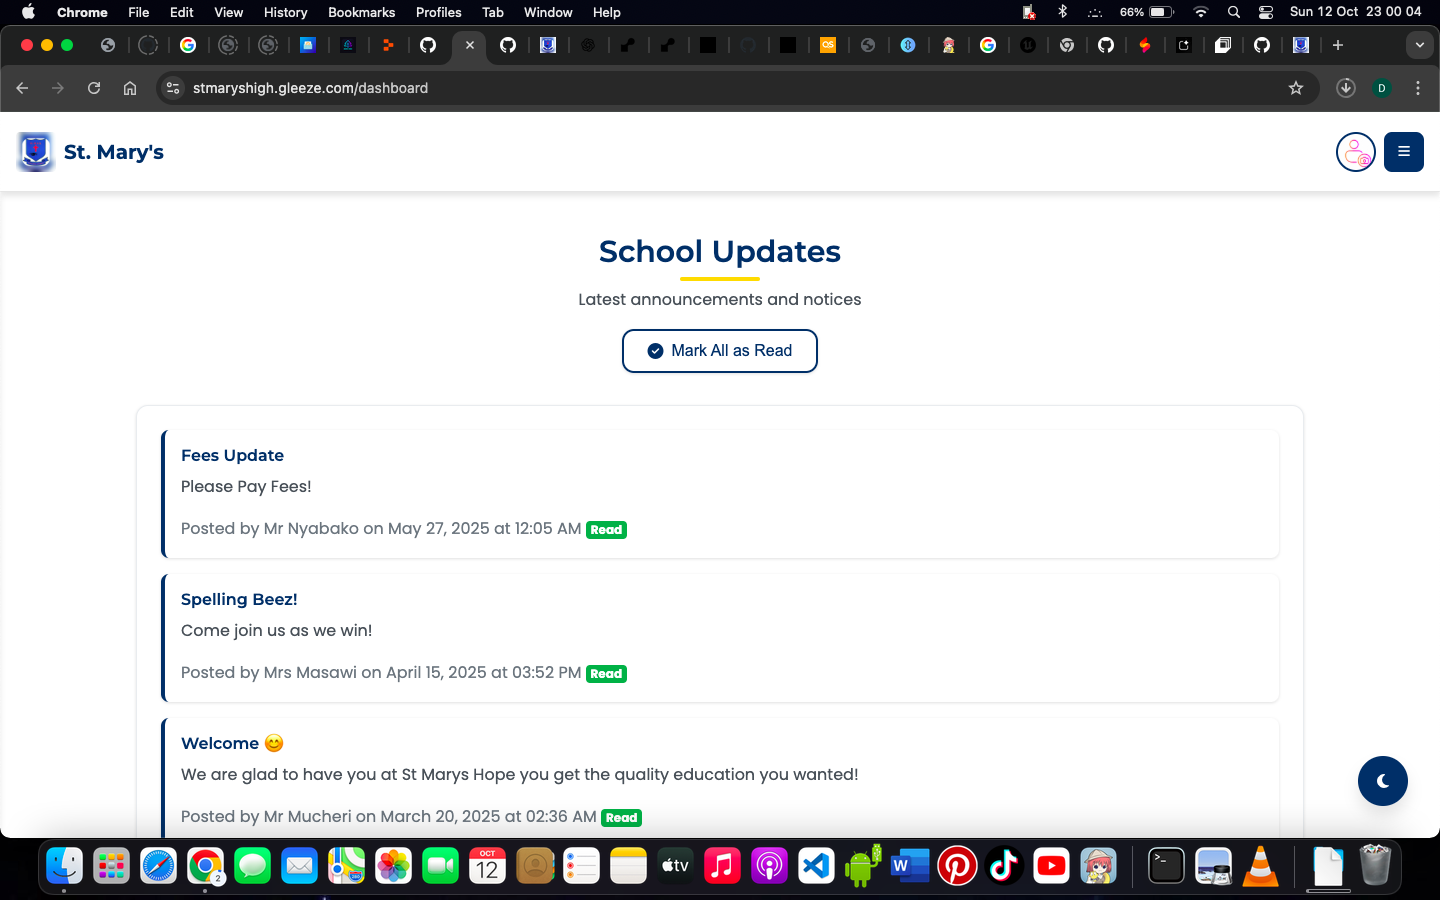 Chrome File Edit View History Bookmarks Profiles Tab Window Help 66% Sun 12 Oct 23 00 04
stmaryshigh.gleeze.com/dashboard
D
St. Mary's
School Updates
Latest announcements and notices
Mark All as Read
Fees Update
Please Pay Fees!
Posted by Mr Nyabako on May 27, 2025 at 12:05 AM Read
Spelling Beez!
Come join us as we win!
Posted by Mrs Masawi on April 15, 2025 at 03:52 PM Read
Welcome 😊
We are glad to have you at St Marys Hope you get the quality education you wanted!
Posted by Mr Mucheri on March 20, 2025 at 02:36 AM Read
2
OCT
12
tv
W